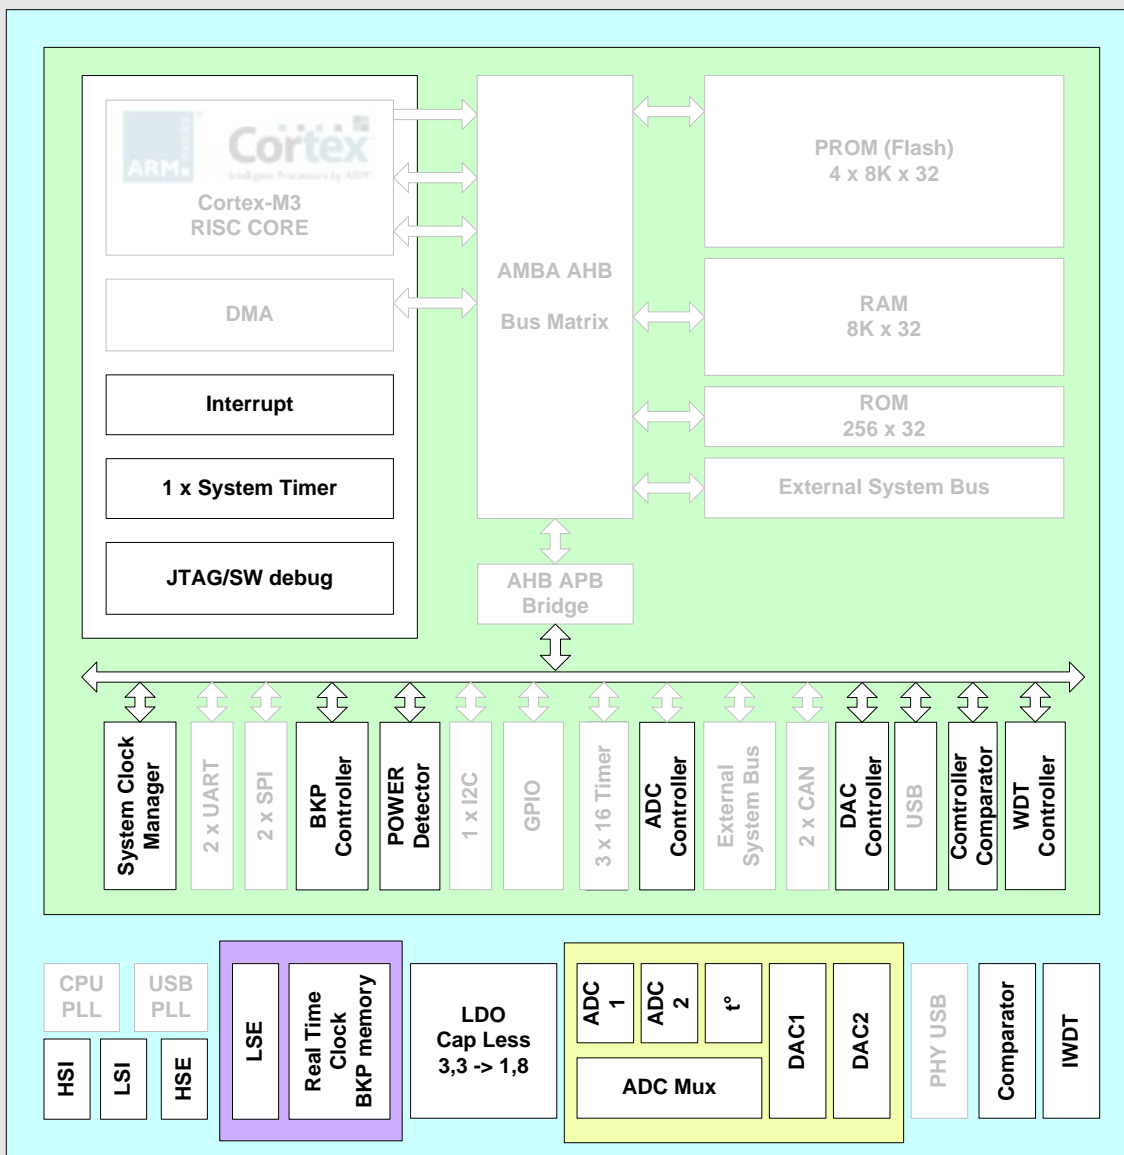 ARM
POWERED
Cortex
Intelligent Processors by ARM
Cortex-M3
RISC CORE
DMA
Interrupt
1 x System Timer
JTAG/SW debug
AMBA AHB
Bus Matrix
AHB APB
Bridge
PROM (Flash)
4 x 8K x 32
RAM
8K x 32
ROM
256 x 32
External System Bus
System Clock
Manager
2 x UART
2 x SPI
BKP
Controller
POWER
Detector
1 x I2C
GPIO
3 x 16 Timer
ADC
Controller
External
System Bus
2 x CAN
DAC
Controller
USB
Comtroller
Comparator
WDT
Controller
CPU
PLL
USB
PLL
HSI
LSI
HSE
LSE
Real Time
Clock
BKP memory
LDO
Cap Less
3,3 -> 1,8
ADC
1
ADC
2
t°
ADC Mux
DAC1
DAC2
PHY USB
Comparator
IWDT